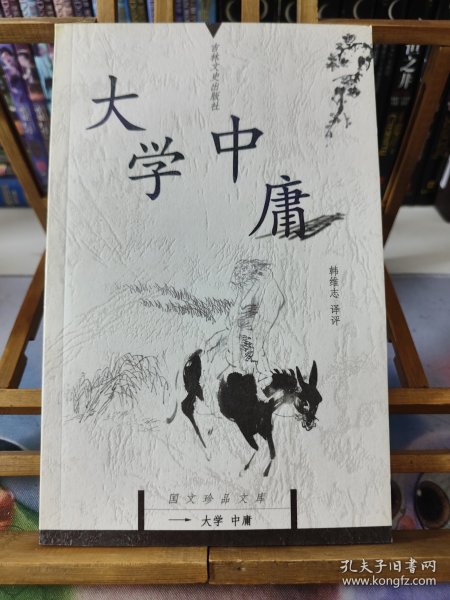 吉林文史出版社
大学
中庸
韩维志 译评
国文珍品文库
大学 中庸
孔夫子旧书网
www.kongfz.com